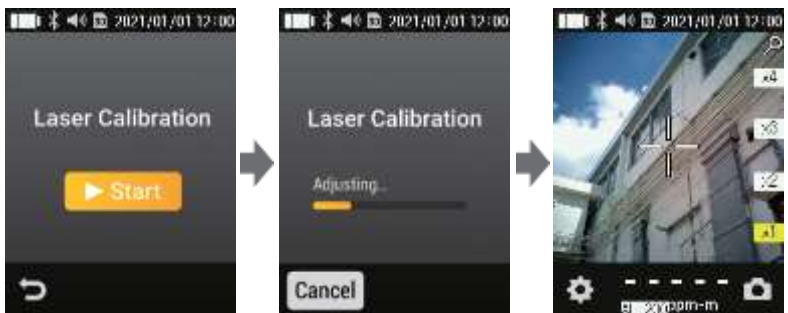 2021/01/01 12:00
Laser Calibration
Start
2021/01/01 12:00
Laser Calibration
Adjusting...
Cancel
2021/01/01 12:00
x4
x3
x2
x1
- - - - -
ppm-m